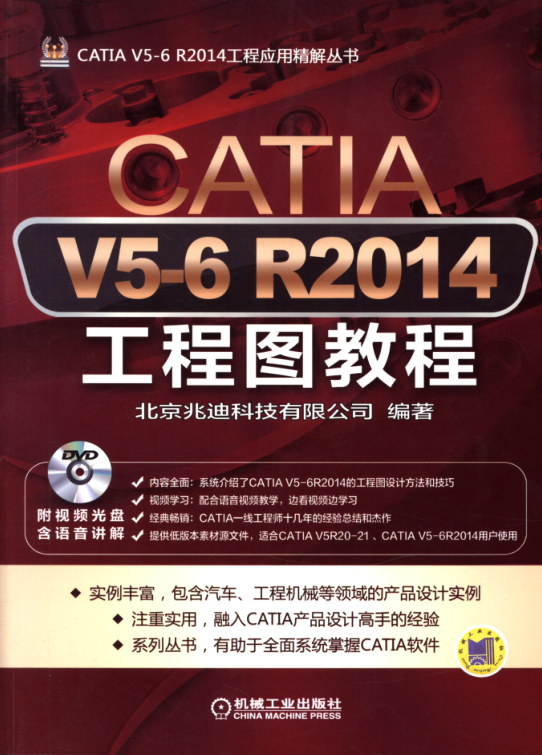 CATIA V5-6 R2014工程应用精解丛书
CATIA
V5-6 R2014
工程图教程
北京兆迪科技有限公司 编著
DVD
附视频光盘
含语音讲解
✓ 内容全面：系统介绍了CATIA V5-6R2014的工程图设计方法和技巧
✓ 视频学习：配合语音视频教学，边看视频边学习
✓ 经典畅销：CATIA一线工程师十几年的经验总结和杰作
✓ 提供低版本素材源文件，适合CATIA V5R20-21 、CATIA V5-6R2014用户使用
◆ 实例丰富，包含汽车、工程机械等领域的产品设计实例
◆ 注重实用，融入CATIA产品设计高手的经验
◆ 系列丛书，有助于全面系统掌握CATIA软件
机械工业出版社
CHINA MACHINE PRESS